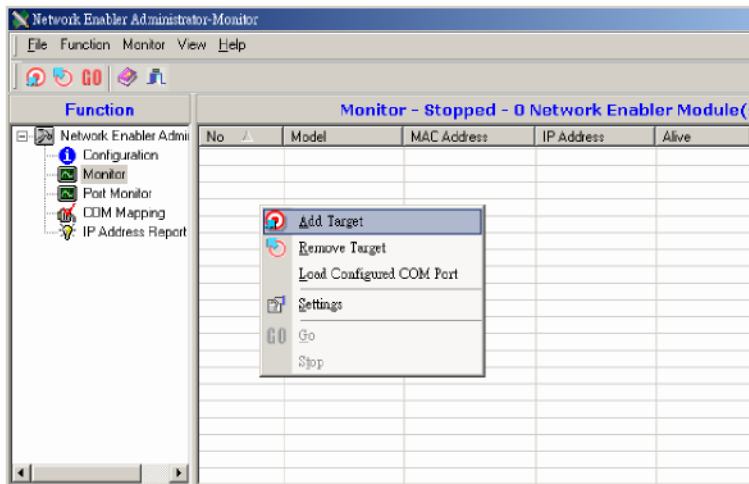 Network Enabler Administrator-Monitor
File Function Monitor View Help
GO
Function
Monitor - Stopped - 0 Network Enabler Module(
Network Enabler Admi
No Model MAC Address IP Address Alive
Configuration
Monitor
Port Monitor
COM Mapping
IP Address Report
Add Target
Remove Target
Load Configured COM Port
Settings
GO Go
Stop